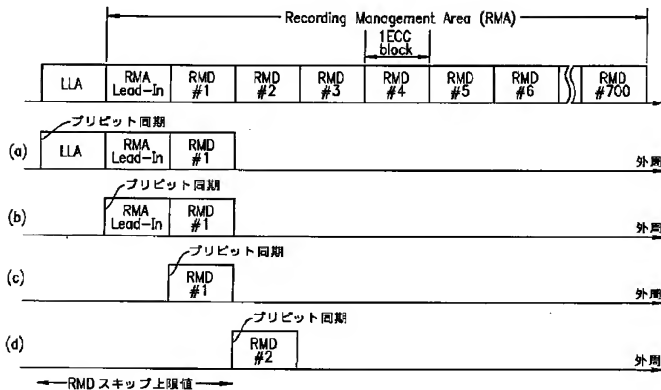 Recording Management Area (RMA)
1ECC
block
LLA
RMA
Lead-In
RMD
#1
RMD
#2
RMD
#3
RMD
#4
RMD
#5
RMD
#6
RMD
#700
プリピット同期
(a)
LLA
RMA
Lead-In
RMD
#1
外周
プリピット同期
(b)
RMA
Lead-In
RMD
#1
外周
プリピット同期
(c)
RMD
#1
外周
プリピット同期
(d)
RMD
#2
外周
RMDスキップ上限値